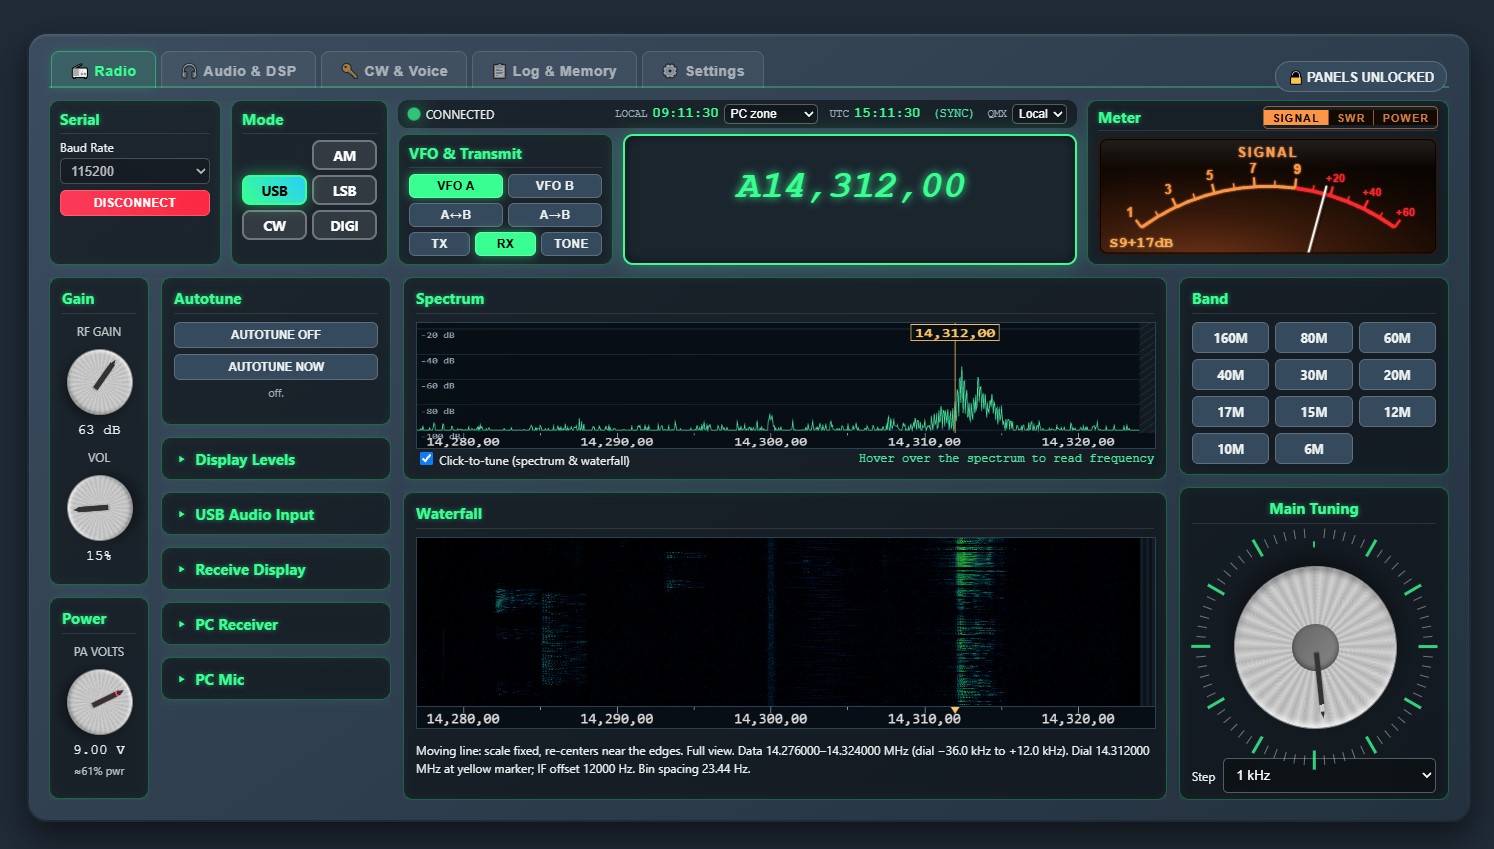 Radio
Audio & DSP
CW & Voice
Log & Memory
Settings
PANELS UNLOCKED
Serial
Baud Rate
115200
DISCONNECT
Mode
AM
USB
LSB
CW
DIGI
CONNECTED
LOCAL 09:11:30 PC zone
UTC 15:11:30 (SYNC)
QMX Local
VFO & Transmit
VFO A
VFO B
A↔B
A→B
TX
RX
TONE
A14,312,00
Meter
SIGNAL
SWR
POWER
SIGNAL
1 3 5 7 9 +20 +40 +60
S9+17dB
Gain
RF GAIN
63 dB
VOL
15%
Power
PA VOLTS
9.00 V
≈61% pwr
Autotune
AUTOTUNE OFF
AUTOTUNE NOW
off.
Display Levels
USB Audio Input
Receive Display
PC Receiver
PC Mic
Spectrum
14,312,00
-20 dB
-40 dB
-60 dB
-80 dB
-100 dB
14,280,00 14,290,00 14,300,00 14,310,00 14,320,00
Click-to-tune (spectrum & waterfall)
Hover over the spectrum to read frequency
Waterfall
14,280,00 14,290,00 14,300,00 14,310,00 14,320,00
Moving line: scale fixed, re-centers near the edges. Full view. Data 14.276000–14.324000 MHz (dial −36.0 kHz to +12.0 kHz). Dial 14.312000
MHz at yellow marker; IF offset 12000 Hz. Bin spacing 23.44 Hz.
Band
160M 80M 60M
40M 30M 20M
17M 15M 12M
10M 6M
Main Tuning
Step 1 kHz